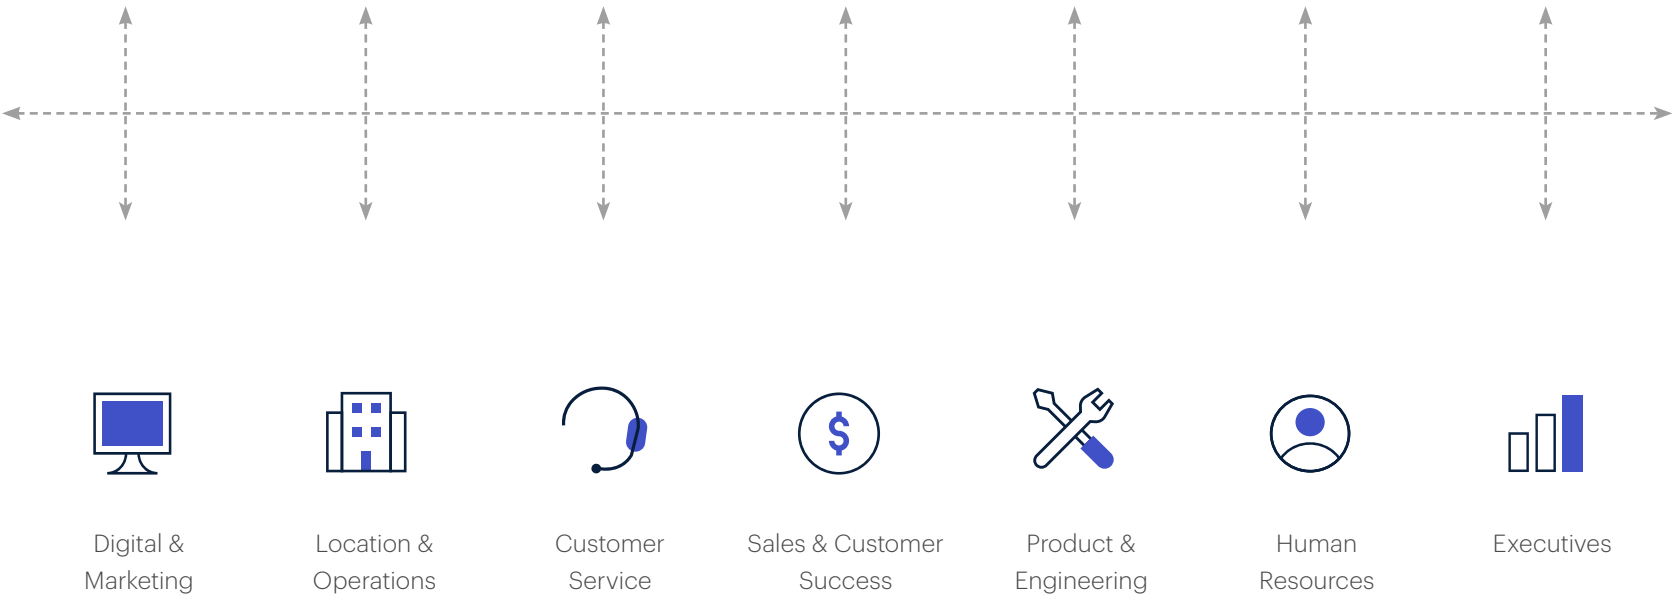 Digital &
Marketing
Location &
Operations
$
Customer
Service
Sales & Customer
Success
Product &
Engineering
Human
Resources
Executives